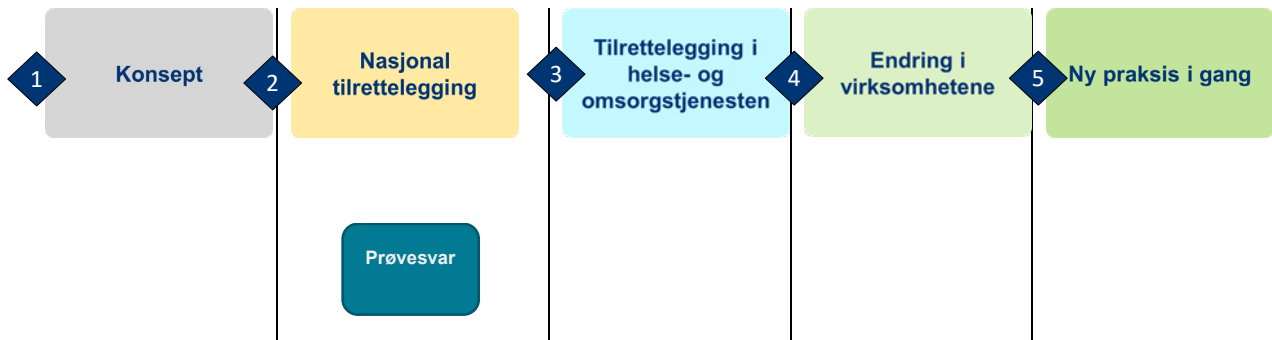 1
Konsept
2
Nasjonal
tilrettelegging
3
Tilrettelegging i
helse- og
omsorgstjenesten
4
Endring i
virksomhetene
5
Ny praksis i gang
Prøvesvar